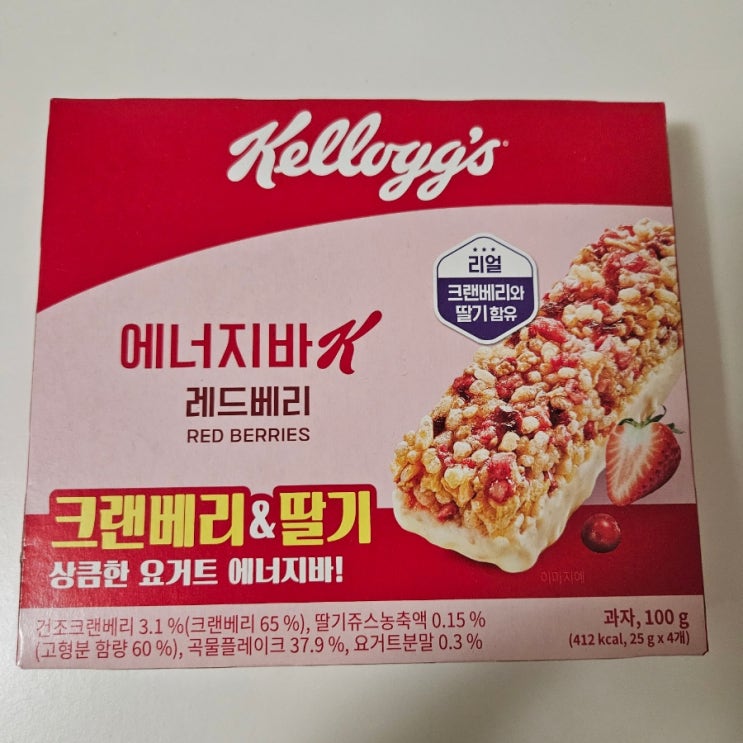 Kellogg's
리얼
크랜베리와
딸기 함유
에너지바K
레드베리
RED BERRIES
크랜베리&딸기
상큼한 요거트 에너지바!
이미지예
건조크랜베리 3.1 %(크랜베리 65 %), 딸기쥬스농축액 0.15 %
(고형분 함량 60 %), 곡물플레이크 37.9 %, 요거트분말 0.3 %
과자, 100 g
(412 kcal, 25 g x 4개)